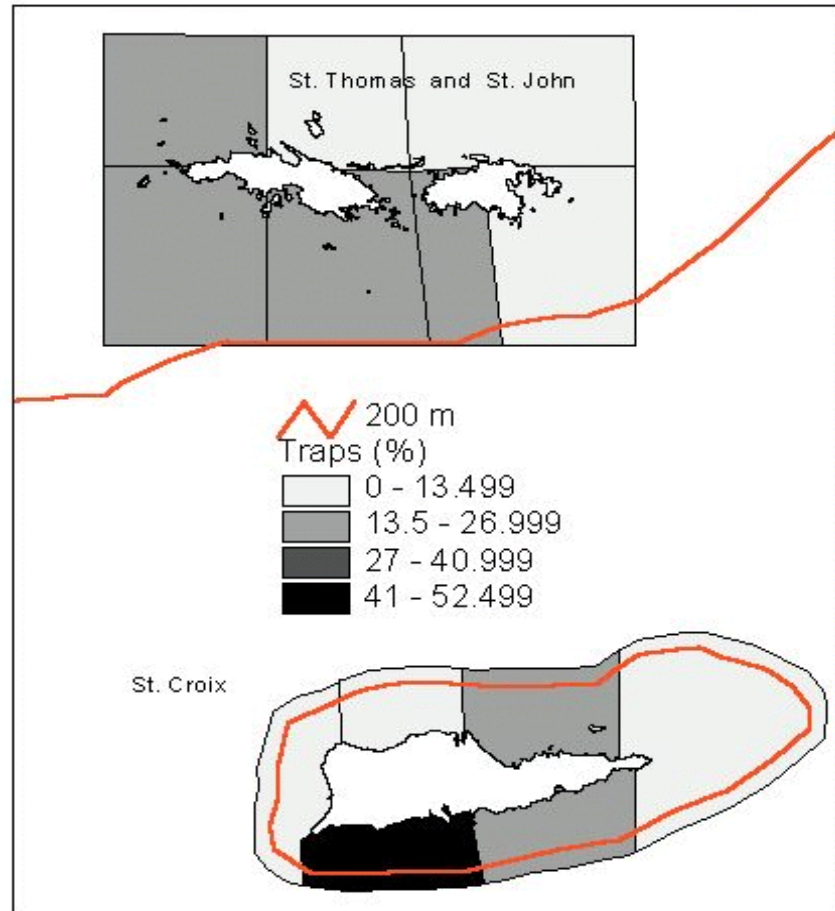 St. Thomas and St. John
200 m
Traps (%)
0 - 13.499
13.5 - 26.999
27 - 40.999
41 - 52.499
St. Croix